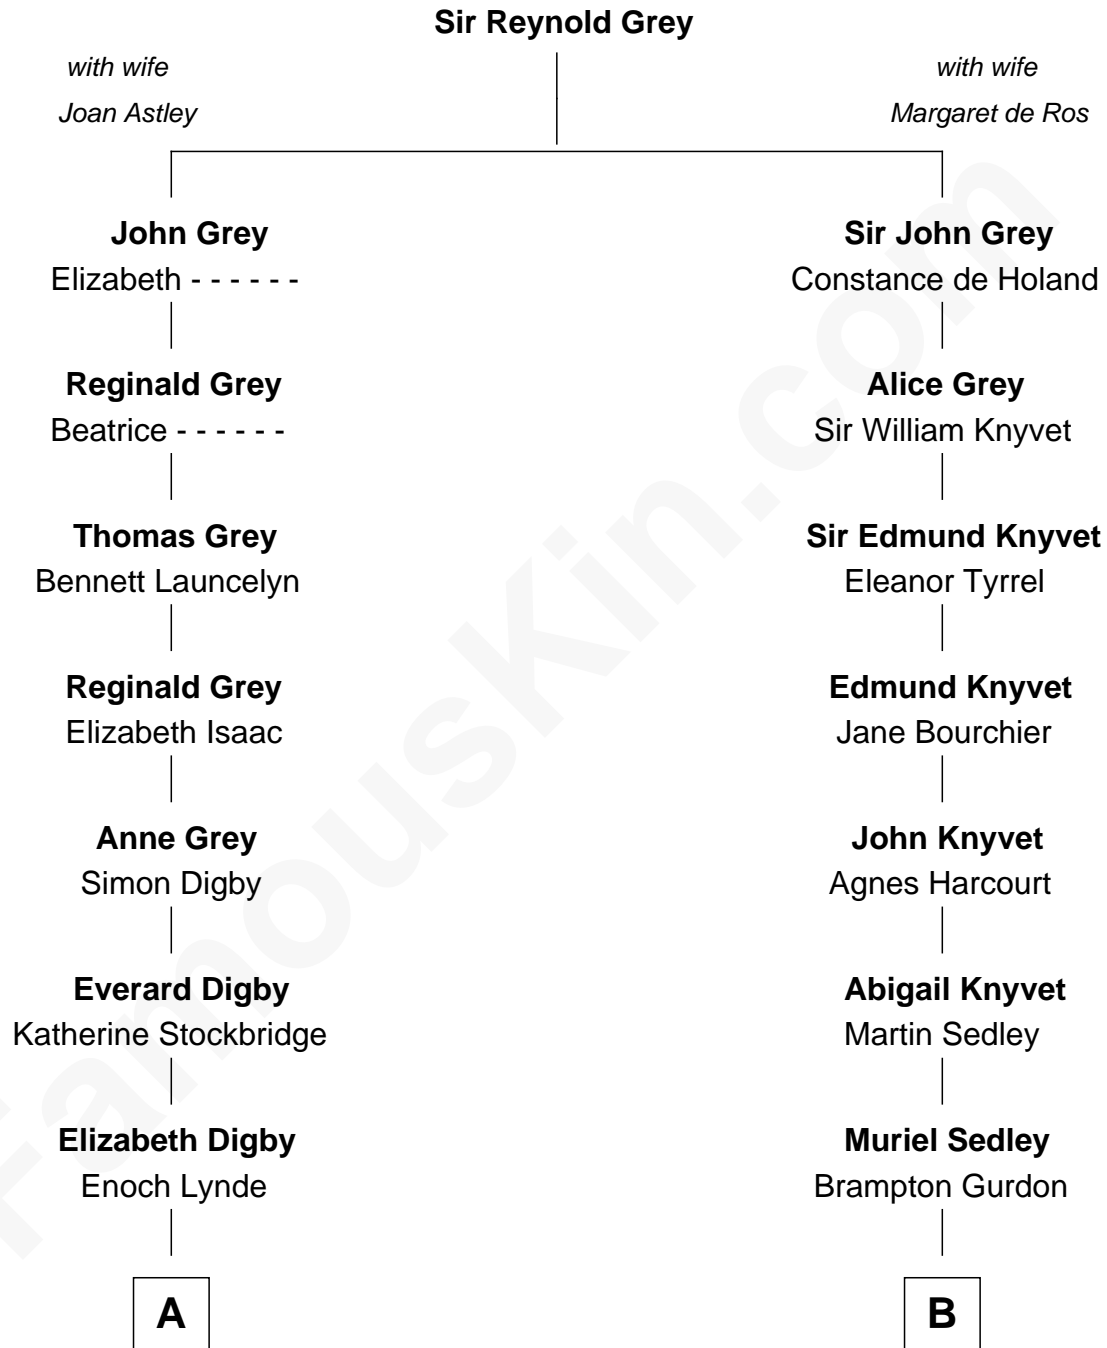 Sir Reynold Grey
with wife
Joan Astley
with wife
Margaret de Ros
John Grey
Elizabeth - - - - - -
Sir John Grey
Constance de Holand
Reginald Grey
Beatrice - - - - - -
Alice Grey
Sir William Knyvet
Thomas Grey
Bennett Launcelyn
Sir Edmund Knyvet
Eleanor Tyrrel
Reginald Grey
Elizabeth Isaac
Edmund Knyvet
Jane Bourchier
Anne Grey
Simon Digby
John Knyvet
Agnes Harcourt
Everard Digby
Katherine Stockbridge
Abigail Knyvet
Martin Sedley
Elizabeth Digby
Enoch Lynde
Muriel Sedley
Brampton Gurdon
A
B
FamousKin.com